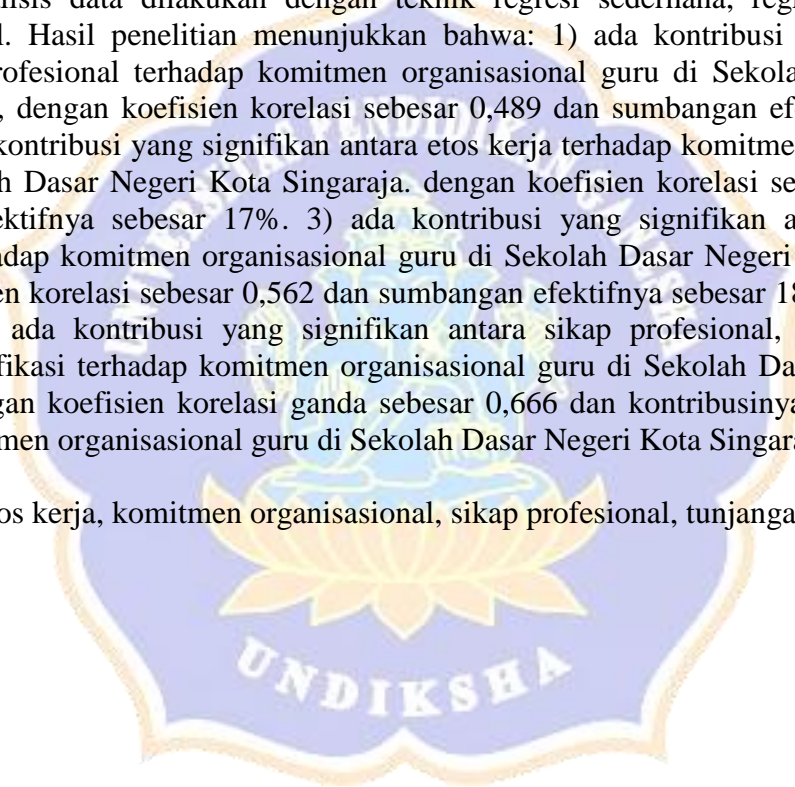 alisis data dilakukan dengan teknik regresi sederhana, reg
l. Hasil penelitian menunjukkan bahwa: 1) ada kontribusi
rofesional terhadap komitmen organisasional guru di Sekola
, dengan koefisien korelasi sebesar 0,489 dan sumbangan ef
kontribusi yang signifikan antara etos kerja terhadap komitme
h Dasar Negeri Kota Singaraja. dengan koefisien korelasi se
ektifnya sebesar 17%. 3) ada kontribusi yang signifikan a
adap komitmen organisasional guru di Sekolah Dasar Negeri
en korelasi sebesar 0,562 dan sumbangan efektifnya sebesar 18
ada kontribusi yang signifikan antara sikap profesional,
fikasi terhadap komitmen organisasional guru di Sekolah Da
gan koefisien korelasi ganda sebesar 0,666 dan kontribusinya
men organisasional guru di Sekolah Dasar Negeri Kota Singara
os kerja, komitmen organisasional, sikap profesional, tunjanga
UNIVERSITAS PENDIDIKAN GANESHA
UNDIKSHA